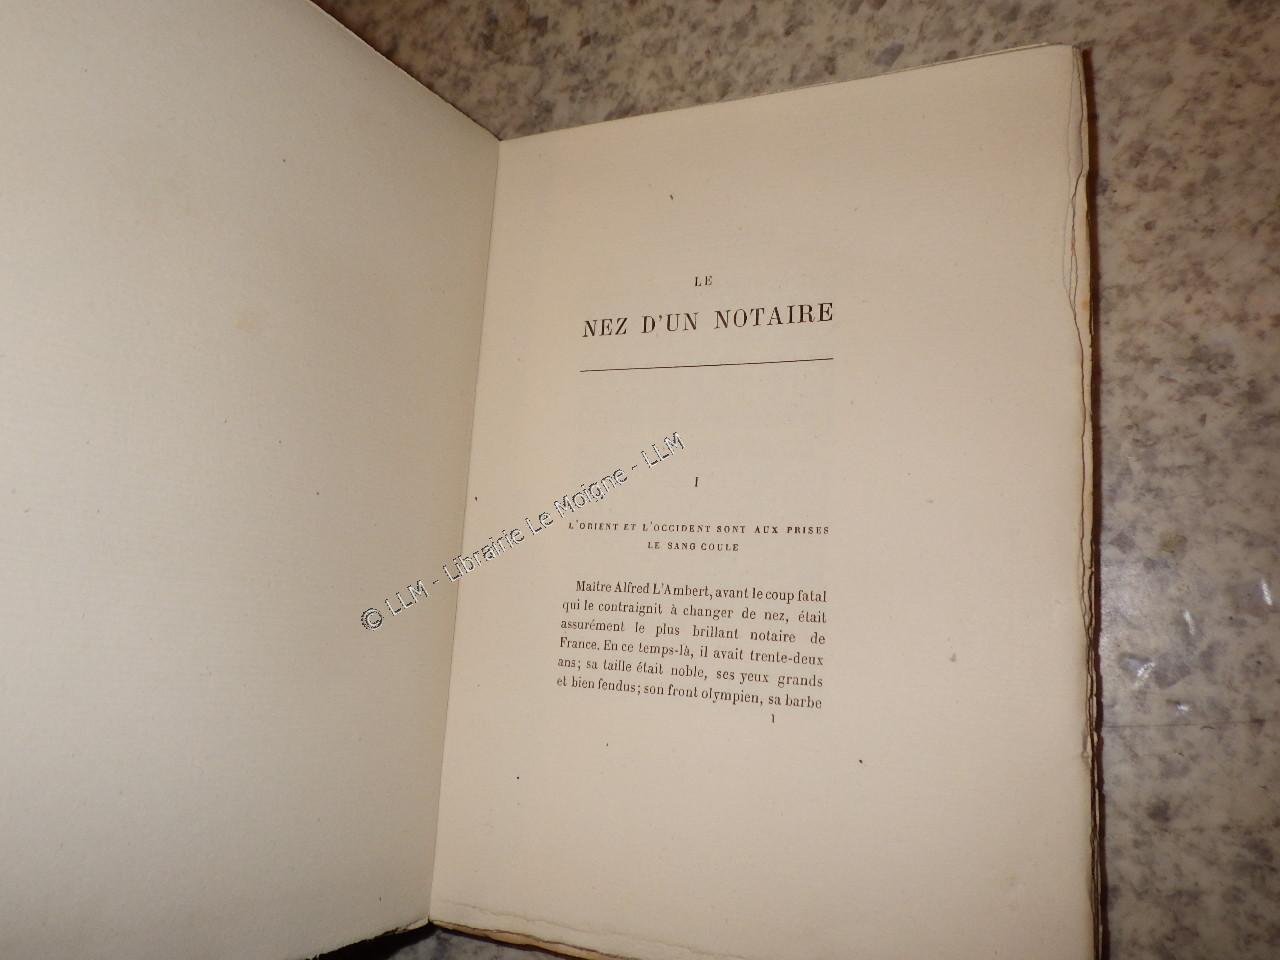 LE
NEZ D'UN NOTAIRE
I
L'ORIENT ET L'OCCIDENT SONT AUX PRISES
LE SANG COULE
Maître Alfred L'Ambert, avant le coup fatal
qui le contraignit à changer de nez, était
assurément le plus brillant notaire de
France. En ce temps-là, il avait trente-deux
ans; sa taille était noble, ses yeux grands
et bien fendus; son front olympien, sa barbe
1
© LLM - Librairie Le Moigne - LLM